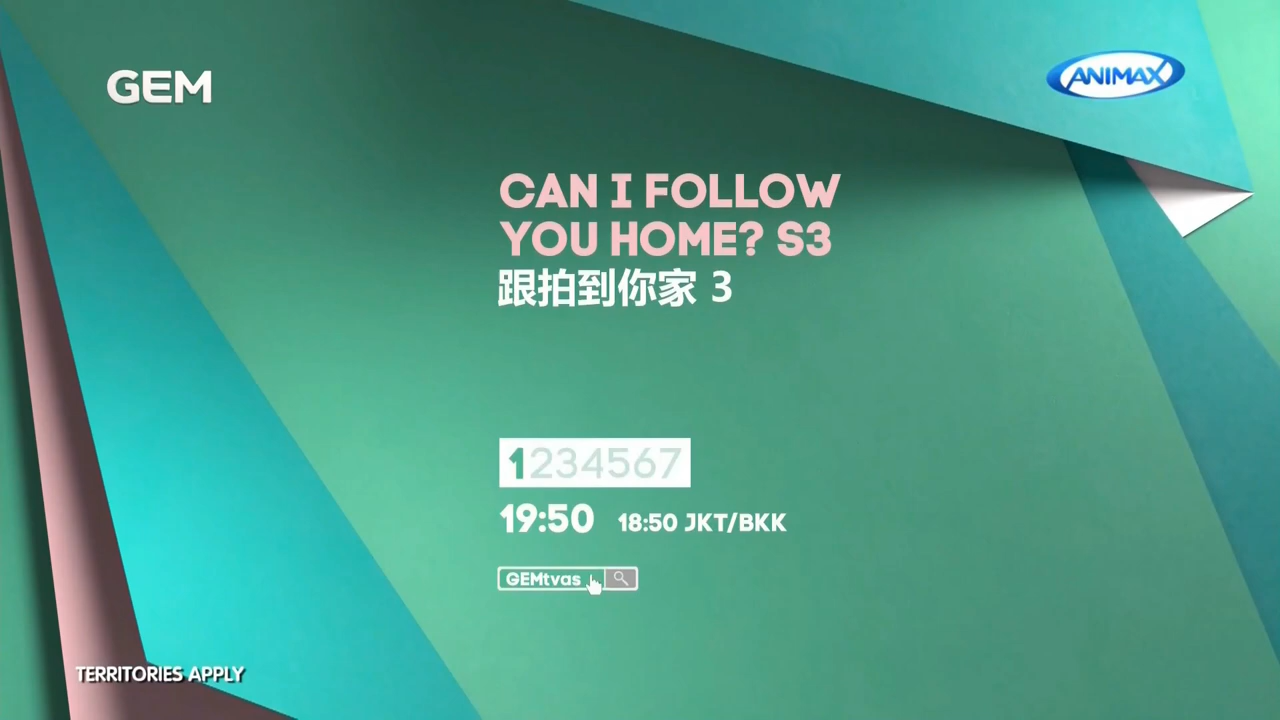 GEM
ANIMAX
CAN I FOLLOW
YOU HOME? S3
跟拍到你家 3
1234567
19:50 18:50 JKT/BKK
GEMtvas
TERRITORIES APPLY